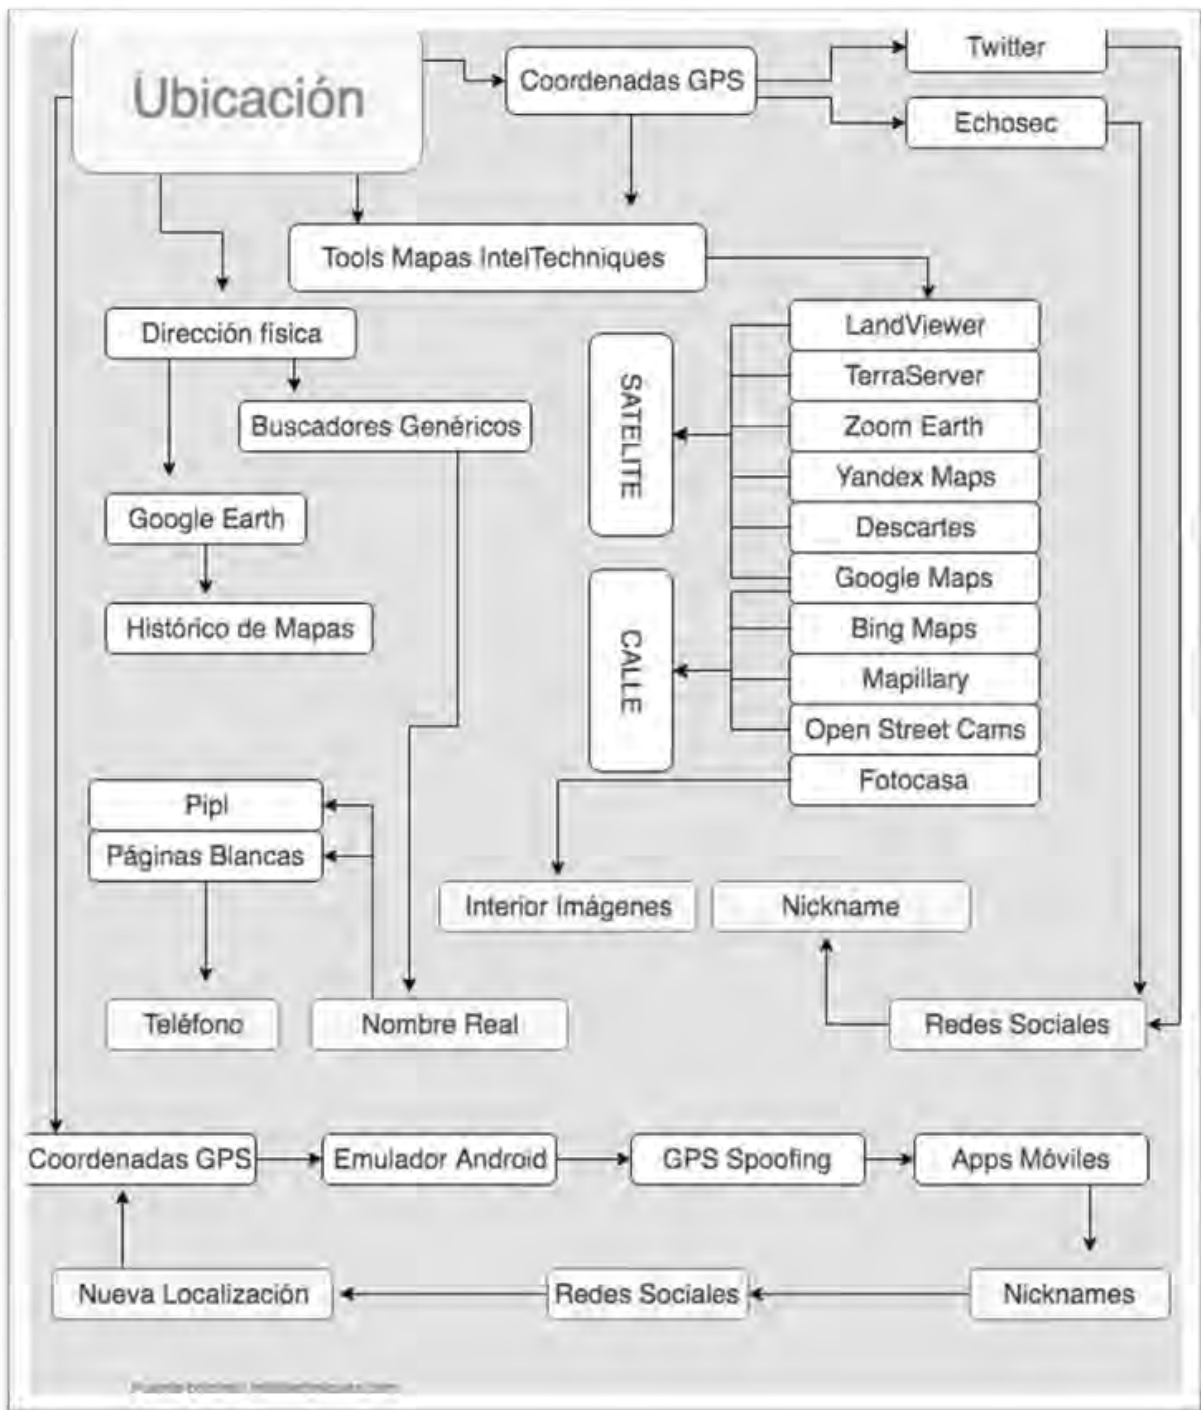 Ubicación
Coordenadas GPS
Twitter
Echosec
Tools Mapas IntelTechniques
Dirección física
Buscadores Genéricos
Google Earth
Histórico de Mapas
SATELITE
CALLE
LandViewer
TerraServer
Zoom Earth
Yandex Maps
Descartes
Google Maps
Bing Maps
Mapillary
Open Street Cams
Fotocasa
Pipl
Páginas Blancas
Interior Imágenes
Nickname
Teléfono
Nombre Real
Redes Sociales
Coordenadas GPS
Emulador Android
GPS Spoofing
Apps Móviles
Nueva Localización
Redes Sociales
Nicknames